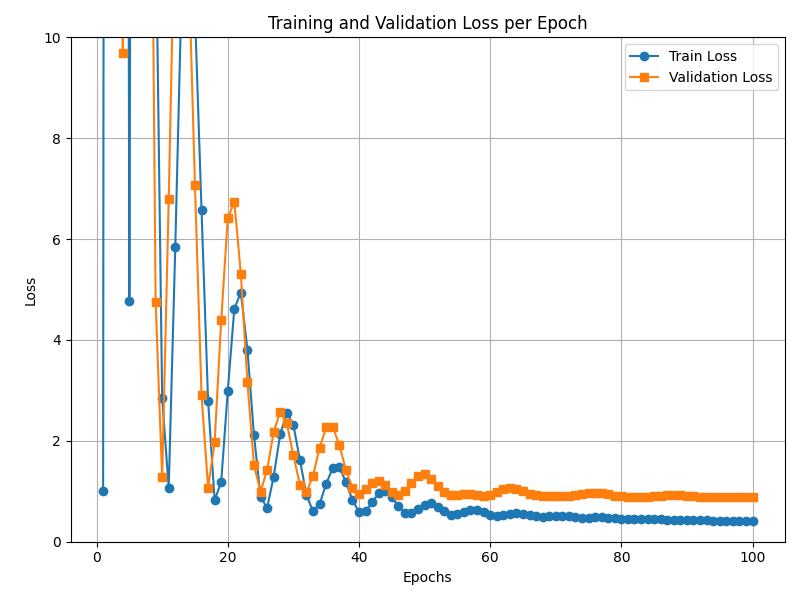 Training and Validation Loss per Epoch
Train Loss
Validation Loss
10
8
6
4
2
0
Loss
0 20 40 60 80 100
Epochs